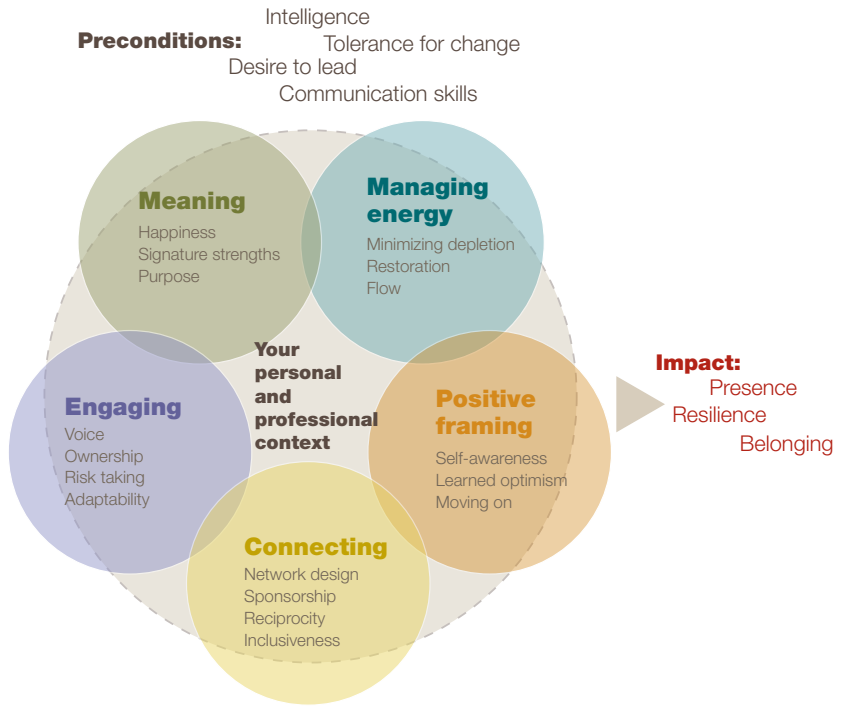 Intelligence
Preconditions:
Tolerance for change
Desire to lead
Communication skills
Meaning
Happiness
Signature strengths
Purpose
Managing
energy
Minimizing depletion
Restoration
Flow
Your
personal
and
professional
context
Engaging
Voice
Ownership
Risk taking
Adaptability
Positive
framing
Self-awareness
Learned optimism
Moving on
Connecting
Network design
Sponsorship
Reciprocity
Inclusiveness
Impact:
Presence
Resilience
Belonging